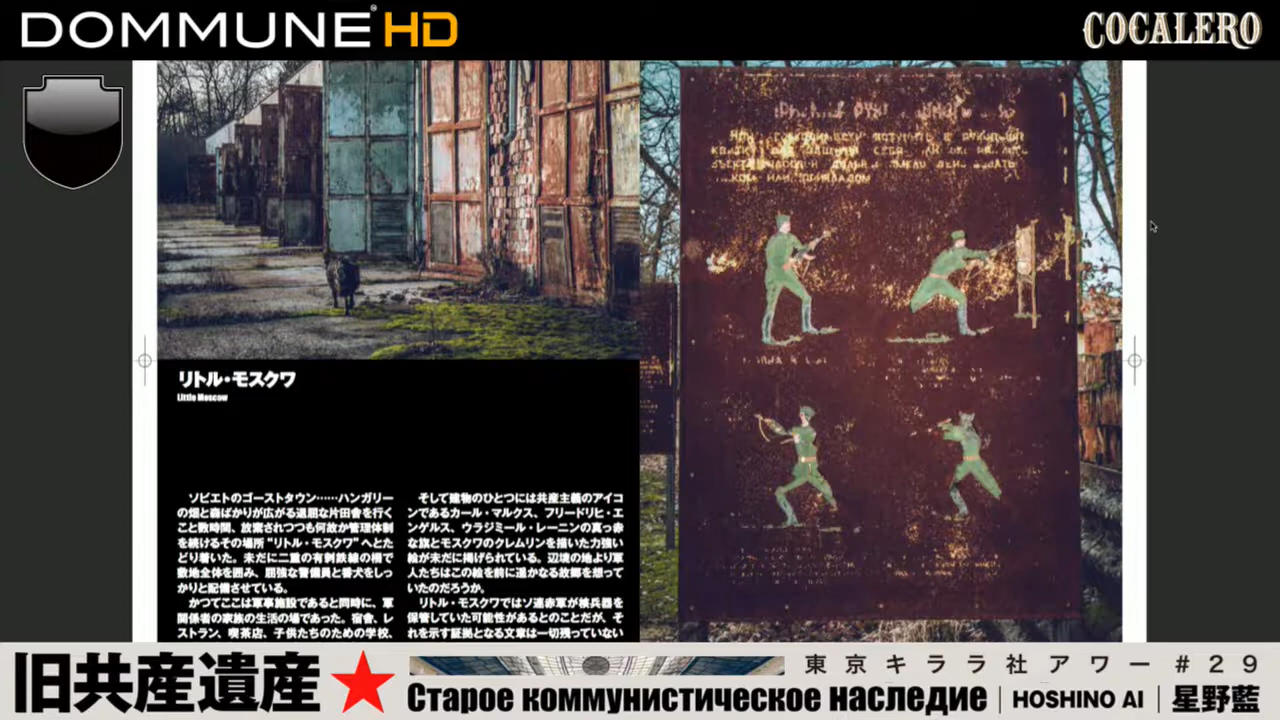 DOMMUNE HD
COCALERO
リトル・モスクワ
Little Moscow
ソビエトのゴーストタウン……ハンガリー
の畑と森ばかりが広がる退屈な片田舎を行く
こと数時間、放棄されつつも何故か管理体制
を続けるその場所“リトル・モスクワ”へとた
どり着いた。未だに二重の有刺鉄線の柵で
敷地全体を囲み、屈強な警備員と番犬をしっ
かりと配備させている。
かつてここは軍事施設であると同時に、軍
関係者の家族の生活の場であった。宿舎、レ
ストラン、喫茶店、子供たちのための学校、
そして建物のひとつには共産主義のアイコ
ンであるカール・マルクス、フリードリヒ・エ
ンゲルス、ウラジミール・レーニンの真っ赤
な旗とモスクワのクレムリンを描いた力強い
絵が未だに掲げられている。辺境の地より軍
人たちはこの絵を前に遥かなる故郷を想って
いたのだろうか。
リトル・モスクワではソ連赤軍が核兵器を
保管していた可能性があるとのことだが、そ
れを示す証拠となる文章は一切残っていない
旧共産遺産★
東京キララ社アワー#29
Старое коммунистическое наследие | HOSHINO AI | 星野藍